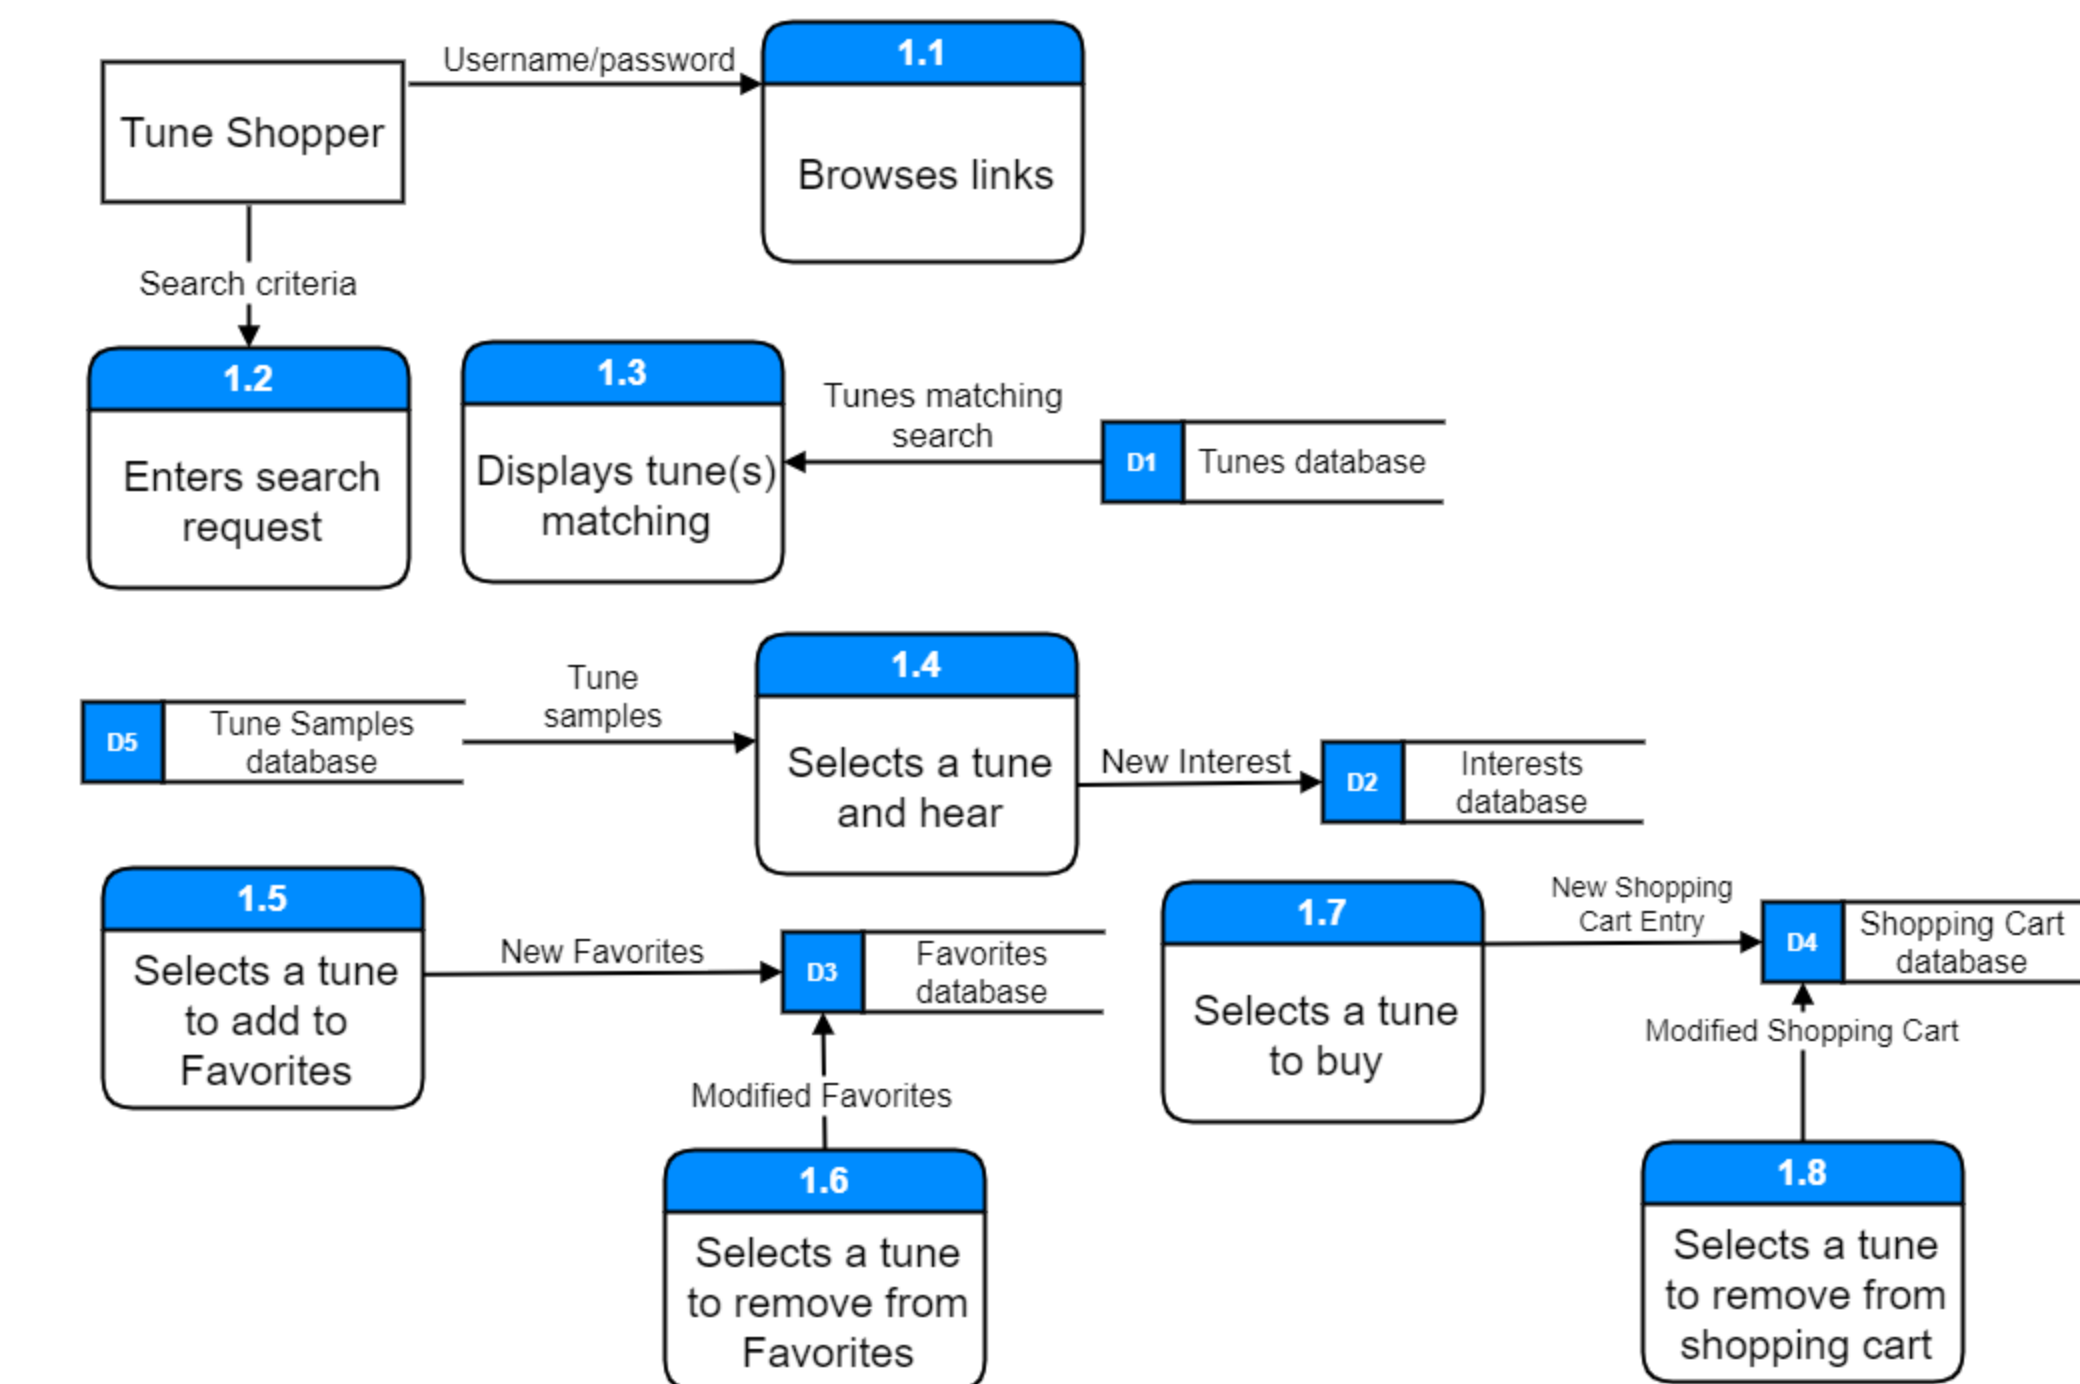 Username/password
1.1
Tune Shopper
Browses links
Search criteria
1.2
Enters search
request
1.3
Displays tune(s)
matching
Tunes matching
search
D1
Tunes database
D5
Tune Samples
database
Tune
samples
1.4
Selects a tune
and hear
New Interest
D2
Interests
database
1.5
Selects a tune
to add to
Favorites
New Favorites
D3
Favorites
database
Modified Favorites
1.6
Selects a tune
to remove from
Favorites
1.7
Selects a tune
to buy
New Shopping
Cart Entry
D4
Shopping Cart
database
Modified Shopping Cart
1.8
Selects a tune
to remove from
shopping cart